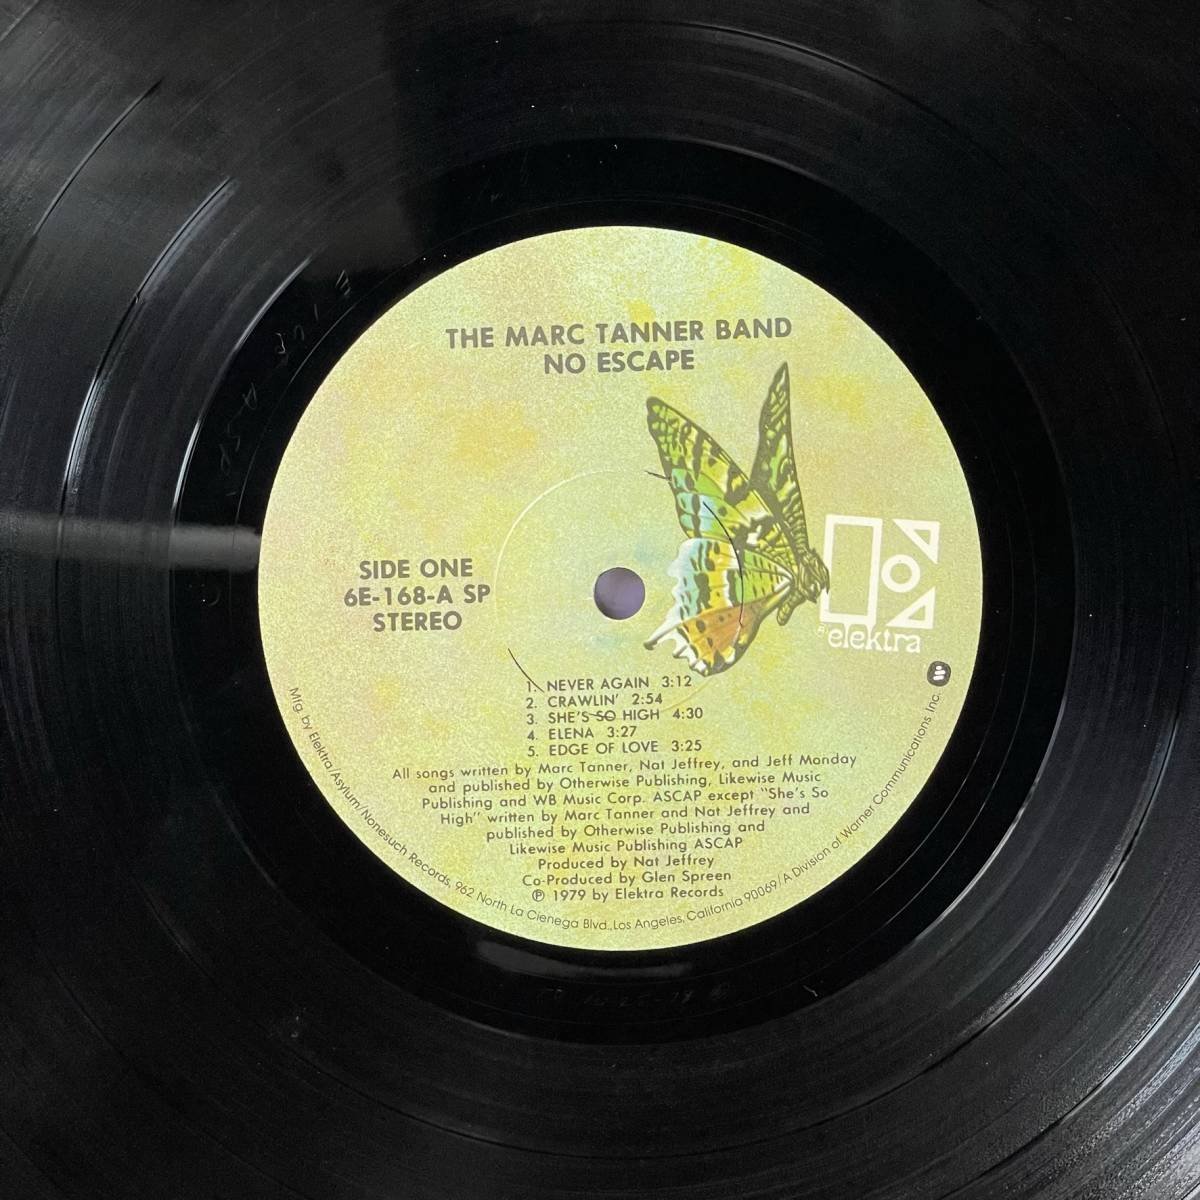 THE MARC TANNER BAND
NO ESCAPE
SIDE ONE
6E-168-A SP
STEREO
elektra
1. NEVER AGAIN 3:12
2. CRAWLIN' 2:54
3. SHE'S SO HIGH 4:30
4. ELENA 3:27
5. EDGE OF LOVE 3:25
All songs written by Marc Tanner, Nat Jeffrey, and Jeff Monday
and published by Otherwise Publishing, Likewise Music
Publishing and WB Music Corp. ASCAP except "She's So
High" written by Marc Tanner and Nat Jeffrey and
published by Otherwise Publishing and
Likewise Music Publishing ASCAP
Produced by Nat Jeffrey
Co-Produced by Glen Spreen
℗ 1979 by Elektra Records
Mfg. by Elektra/Asylum/Nonesuch Records, 962 North La Cienega Blvd., Los Angeles, California 90069/A Division of Warner Communications Inc.